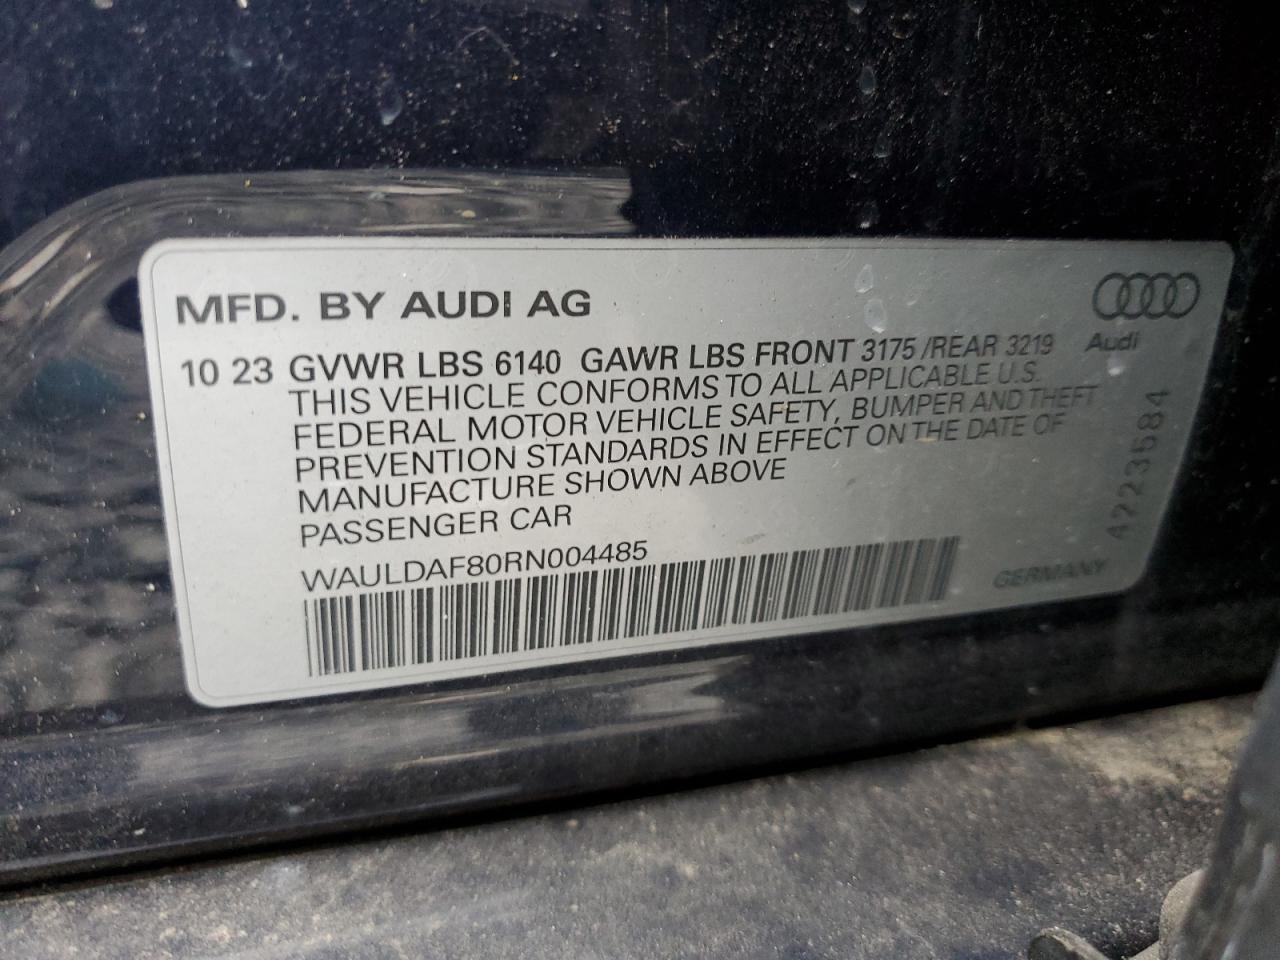 MFD. BY AUDI AG
10 23 GVWR LBS 6140 GAWR LBS FRONT 3175 /REAR 3219
Audi
THIS VEHICLE CONFORMS TO ALL APPLICABLE U.S.
FEDERAL MOTOR VEHICLE SAFETY, BUMPER AND THEFT
PREVENTION STANDARDS IN EFFECT ON THE DATE OF
MANUFACTURE SHOWN ABOVE
PASSENGER CAR
WAULDAF80RN004485
GERMANY
4223584